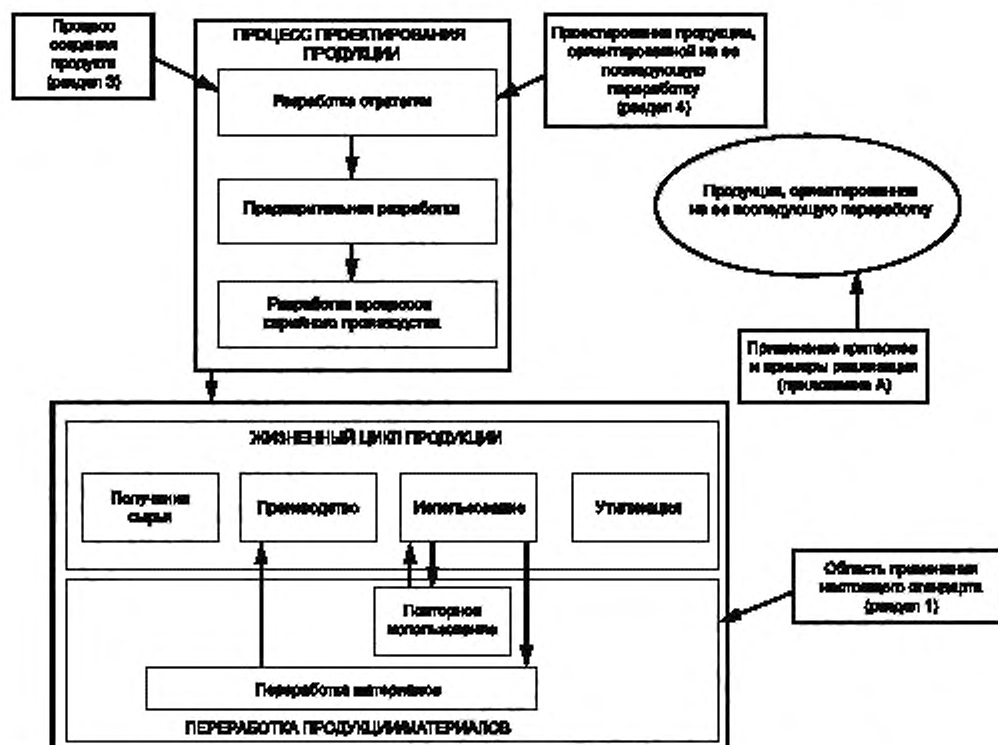 Процесс
создания
продукта
(раздел 3)
ПРОЦЕСС ПРОЕКТИРОВАНИЯ
ПРОДУКЦИИ
Проектирование продукции,
ориентированной на ее
последующую
переработку
(раздел 4)
Разработка стратегии
Предварительная разработка
Разработка процессов
серийного производства
Продукция, ориентированная
на ее последующую переработку
Применение критериев
и примеры реализации
(приложение А)
ЖИЗНЕННЫЙ ЦИКЛ ПРОДУКЦИИ
Получение
сырья
Производство
Использование
Утилизация
Область применения
настоящего стандарта
(раздел 1)
Повторное
использование
Переработка материалов
ПЕРЕРАБОТКА ПРОДУКЦИИ/МАТЕРИАЛОВ